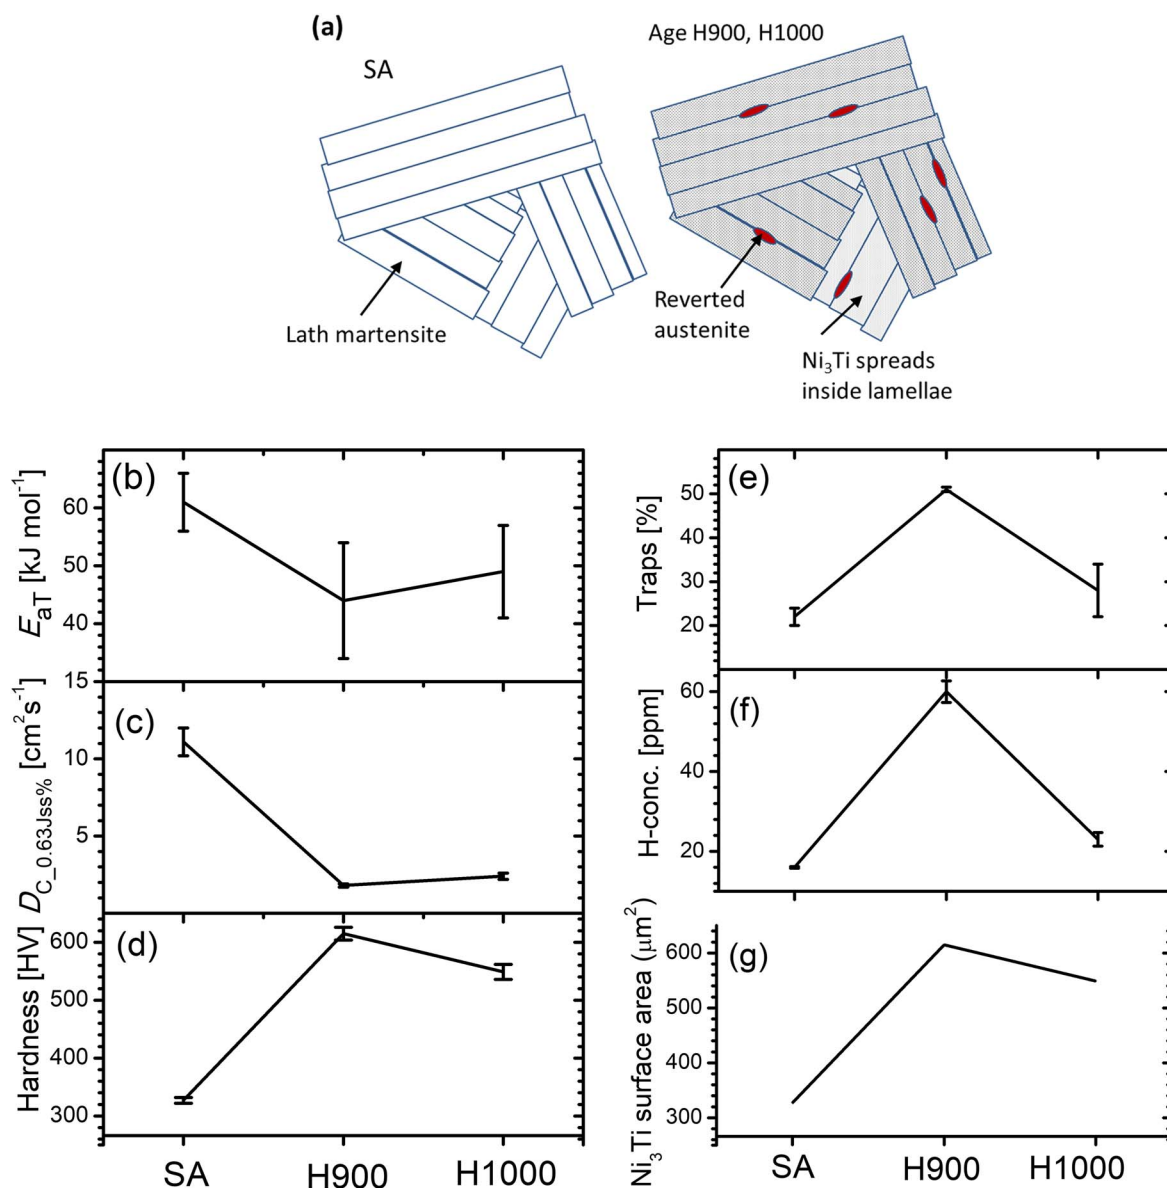 (a)
SA
Age H900, H1000
Lath martensite
Reverted
austenite
Ni₃Ti spreads
inside lamellae
(b)
EaT [kJ mol⁻¹]
60
50
40
(c)
DC_0.63Jss% [cm²s⁻¹]
15
10
5
(d)
Hardness [HV]
600
500
400
300
SA
H900
H1000
(e)
Traps [%]
50
40
30
20
(f)
H-conc. [ppm]
60
40
20
(g)
Ni₃Ti surface area (μm²)
600
500
400
300
SA
H900
H1000